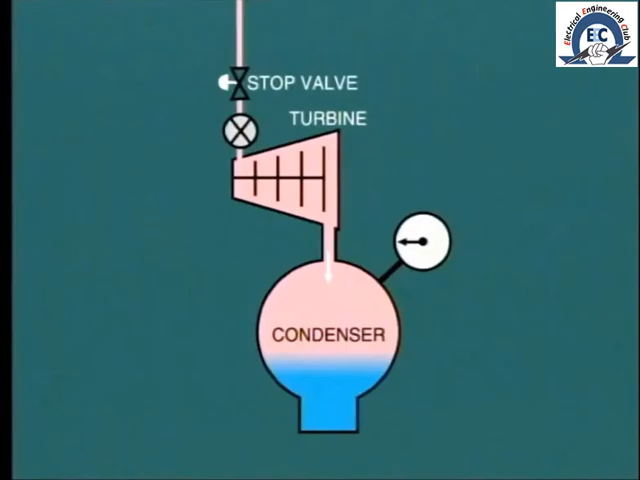 Electrical Engineering Club
EEC
STOP VALVE
TURBINE
CONDENSER